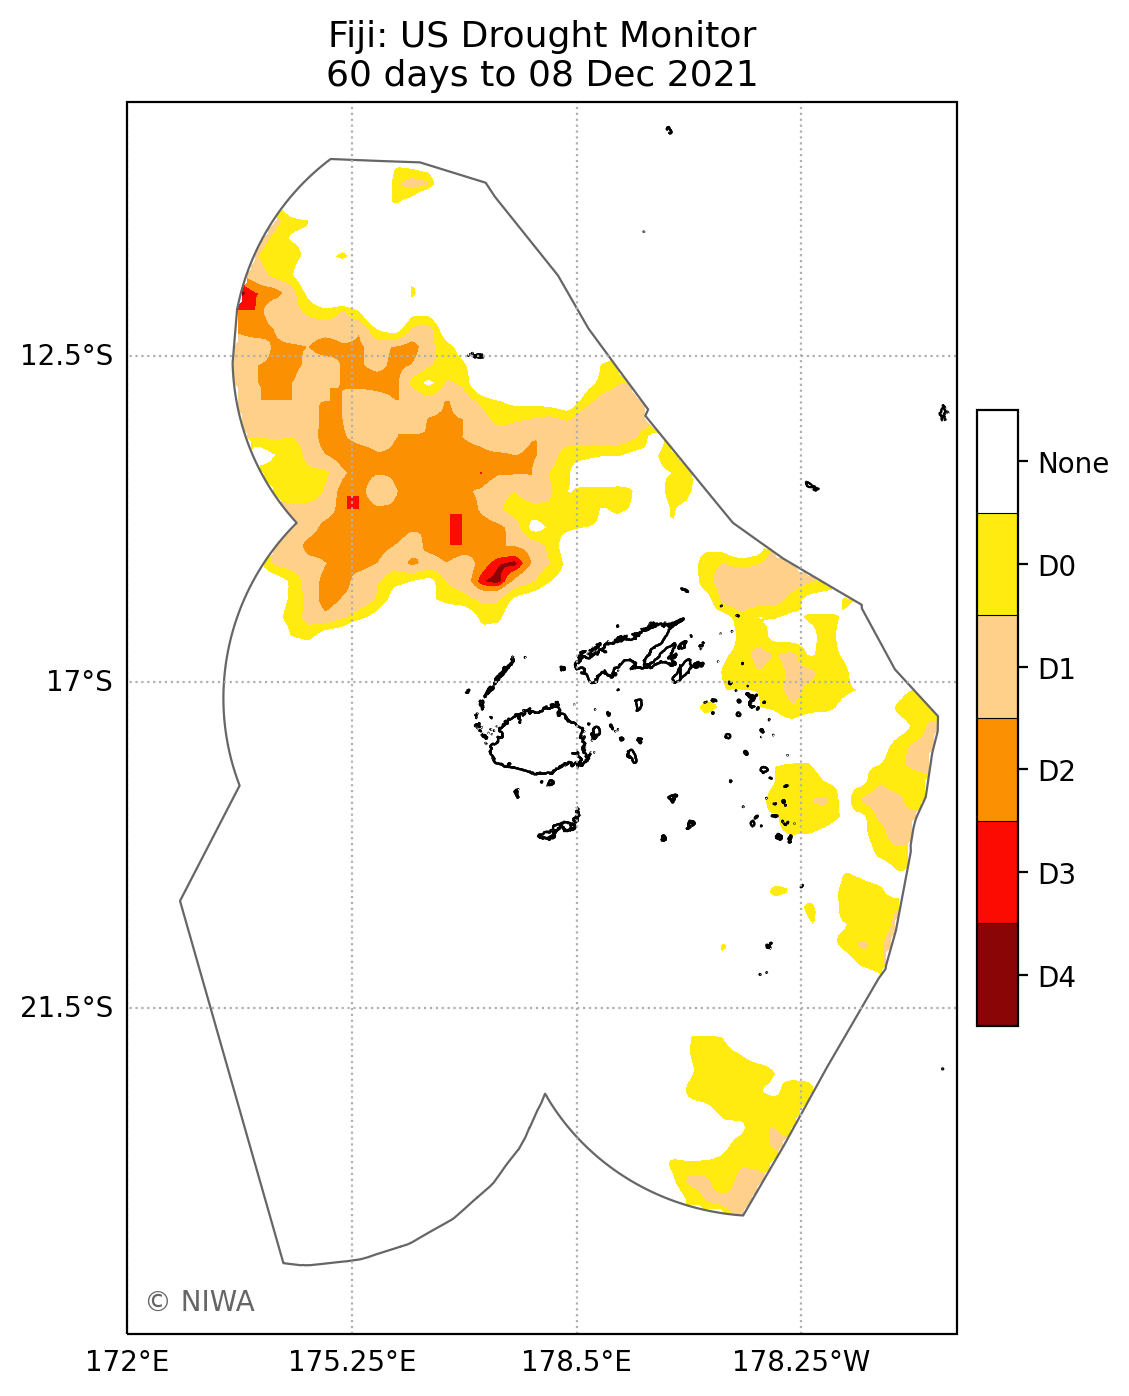 Fiji: US Drought Monitor
60 days to 08 Dec 2021
12.5°S
17°S
21.5°S
None
D0
D1
D2
D3
D4
© NIWA
172°E
175.25°E
178.5°E
178.25°W